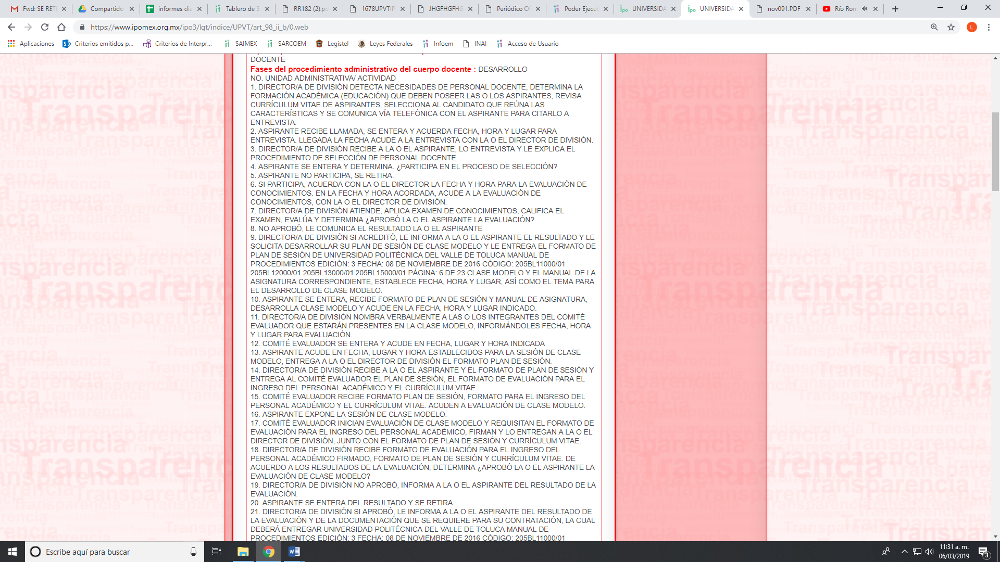 Fwd: SE RETI
Compartido
informes dia
Tablero de S
RR182 (2).pd
1678UPVTIP
JHGFHGFHG
Periódico Of
Poder Ejecut
UNIVERSIDA
UNIVERSIDA
nov091.PDF
Río Rom
https://www.ipomex.org.mx/ipo3/lgt/indice/UPVT/art_98_ii_b/0.web
L
Aplicaciones
Criterios emitidos p...
Criterios de Interpr...
SAIMEX
SARCOEM
Legistel
Leyes Federales
Infoem
INAI
Acceso de Usuario
DOCENTE
Fases del procedimiento administrativo del cuerpo docente : DESARROLLO
NO. UNIDAD ADMINISTRATIVA/ ACTIVIDAD
1. DIRECTOR/A DE DIVISIÓN DETECTA NECESIDADES DE PERSONAL DOCENTE, DETERMINA LA
FORMACIÓN ACADÉMICA (EDUCACIÓN) QUE DEBEN POSEER LAS O LOS ASPIRANTES, REVISA
CURRÍCULUM VITAE DE ASPIRANTES, SELECCIONA AL CANDIDATO QUE REÚNA LAS
CARACTERÍSTICAS Y SE COMUNICA VÍA TELEFÓNICA CON EL ASPIRANTE PARA CITARLO A
ENTREVISTA.
2. ASPIRANTE RECIBE LLAMADA, SE ENTERA Y ACUERDA FECHA, HORA Y LUGAR PARA
ENTREVISTA. LLEGADA LA FECHA ACUDE A LA ENTREVISTA CON LA O EL DIRECTOR DE DIVISIÓN.
3. DIRECTOR/A DE DIVISIÓN RECIBE A LA O EL ASPIRANTE, LO ENTREVISTA Y LE EXPLICA EL
PROCEDIMIENTO DE SELECCIÓN DE PERSONAL DOCENTE.
4. ASPIRANTE SE ENTERA Y DETERMINA. ¿PARTICIPA EN EL PROCESO DE SELECCIÓN?
5. ASPIRANTE NO PARTICIPA, SE RETIRA.
6. SI PARTICIPA, ACUERDA CON LA O EL DIRECTOR LA FECHA Y HORA PARA LA EVALUACIÓN DE
CONOCIMIENTOS. EN LA FECHA Y HORA ACORDADA, ACUDE A LA EVALUACIÓN DE
CONOCIMIENTOS, CON LA O EL DIRECTOR DE DIVISIÓN.
7. DIRECTOR/A DE DIVISIÓN ATIENDE, APLICA EXAMEN DE CONOCIMIENTOS, CALIFICA EL
EXAMEN, EVALÚA Y DETERMINA ¿APROBÓ LA O EL ASPIRANTE LA EVALUACIÓN?
8. NO APROBÓ, LE COMUNICA EL RESULTADO LA O EL ASPIRANTE
9. DIRECTOR/A DE DIVISIÓN SI ACREDITÓ, LE INFORMA A LA O EL ASPIRANTE EL RESULTADO Y LE
SOLICITA DESARROLLAR SU PLAN DE SESIÓN DE CLASE MODELO Y LE ENTREGA EL FORMATO DE
PLAN DE SESIÓN DE UNIVERSIDAD POLITÉCNICA DEL VALLE DE TOLUCA MANUAL DE
PROCEDIMIENTOS EDICIÓN: 3 FECHA: 08 DE NOVIEMBRE DE 2016 CÓDIGO: 205BL11000/01
205BL12000/01 205BL13000/01 205BL15000/01 PÁGINA: 6 DE 23 CLASE MODELO Y EL MANUAL DE LA
ASIGNATURA CORRESPONDIENTE, ESTABLECE FECHA, HORA Y LUGAR, ASÍ COMO EL TEMA PARA
EL DESARROLLO DE CLASE MODELO.
10. ASPIRANTE SE ENTERA, RECIBE FORMATO DE PLAN DE SESIÓN Y MANUAL DE ASIGNATURA,
DESARROLLA CLASE MODELO Y ACUDE EN LA FECHA, HORA Y LUGAR INDICADO.
11. DIRECTOR/A DE DIVISIÓN NOMBRA VERBALMENTE A LAS O LOS INTEGRANTES DEL COMITÉ
EVALUADOR QUE ESTARÁN PRESENTES EN LA CLASE MODELO, INFORMÁNDOLES FECHA, HORA
Y LUGAR PARA EVALUACIÓN.
12. COMITÉ EVALUADOR SE ENTERA Y ACUDE EN FECHA, LUGAR Y HORA INDICADA
13. ASPIRANTE ACUDE EN FECHA, LUGAR Y HORA ESTABLECIDOS PARA LA SESIÓN DE CLASE
MODELO, ENTREGA A LA O EL DIRECTOR DE DIVISIÓN EL FORMATO PLAN DE SESIÓN.
14. DIRECTOR/A DE DIVISIÓN RECIBE A LA O EL ASPIRANTE Y EL FORMATO DE PLAN DE SESIÓN Y
ENTREGA AL COMITÉ EVALUADOR EL PLAN DE SESIÓN, EL FORMATO DE EVALUACIÓN PARA EL
INGRESO DEL PERSONAL ACADÉMICO Y EL CURRÍCULUM VITAE.
15. COMITÉ EVALUADOR RECIBE FORMATO PLAN DE SESIÓN, FORMATO PARA EL INGRESO DEL
PERSONAL ACADÉMICO Y EL CURRÍCULUM VITAE. ACUDEN A EVALUACIÓN DE CLASE MODELO.
16. ASPIRANTE EXPONE LA SESIÓN DE CLASE MODELO.
17. COMITÉ EVALUADOR INICIAN EVALUACIÓN DE CLASE MODELO Y REQUISITAN EL FORMATO DE
EVALUACIÓN PARA EL INGRESO DEL PERSONAL ACADÉMICO, FIRMAN Y LO ENTREGAN A LA O EL
DIRECTOR DE DIVISIÓN, JUNTO CON EL FORMATO DE PLAN DE SESIÓN Y CURRÍCULUM VITAE.
18. DIRECTOR/A DE DIVISIÓN RECIBE FORMATO DE EVALUACIÓN PARA EL INGRESO DEL
PERSONAL ACADÉMICO FIRMADO, FORMATO DE PLAN DE SESIÓN Y CURRÍCULUM VITAE. DE
ACUERDO A LOS RESULTADOS DE LA EVALUACIÓN, DETERMINA ¿APROBÓ LA O EL ASPIRANTE LA
EVALUACIÓN DE CLASE MODELO?
19. DIRECTOR/A DE DIVISIÓN NO APROBÓ, INFORMA A LA O EL ASPIRANTE DEL RESULTADO DE LA
EVALUACIÓN.
20. ASPIRANTE SE ENTERA DEL RESULTADO Y SE RETIRA.
21. DIRECTOR/A DE DIVISIÓN SI APROBÓ, LE INFORMA A LA O EL ASPIRANTE DEL RESULTADO DE
LA EVALUACIÓN Y DE LA DOCUMENTACIÓN QUE SE REQUIERE PARA SU CONTRATACIÓN, LA CUAL
DEBERÁ ENTREGAR UNIVERSIDAD POLITÉCNICA DEL VALLE DE TOLUCA MANUAL DE
PROCEDIMIENTOS EDICIÓN: 3 FECHA: 08 DE NOVIEMBRE DE 2016 CÓDIGO: 205BL11000/01
Escribe aquí para buscar
11:31 a. m.
06/03/2019
3